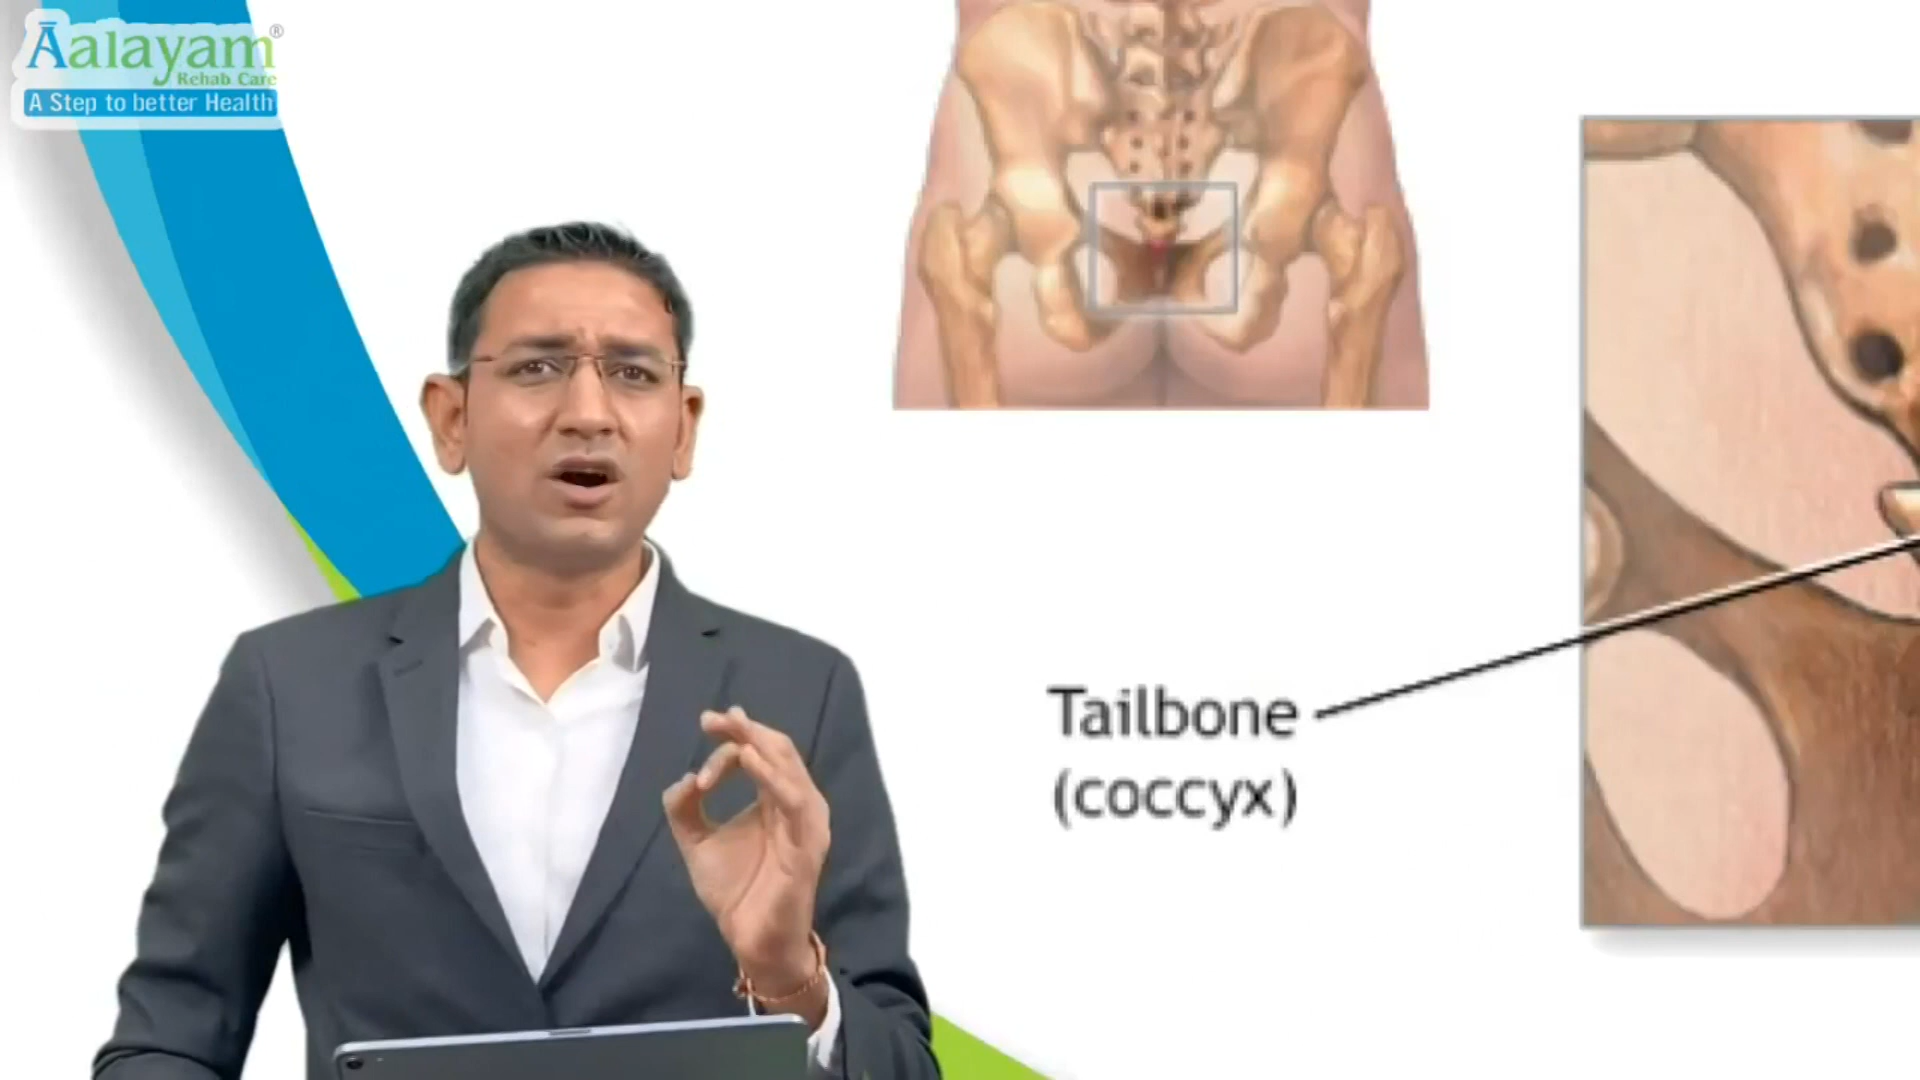 Aalayam®
Rehab Care
A Step to better Health
Tailbone
(coccyx)